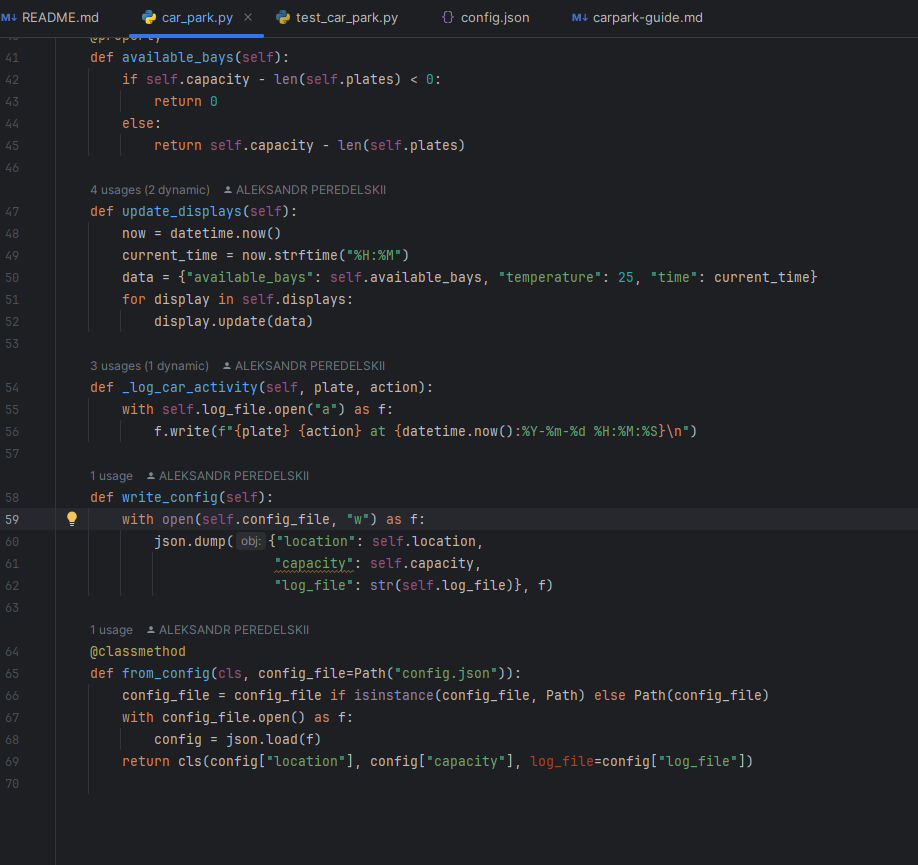 README.md car_park.py × test_car_park.py {} config.json carpark-guide.md
@property
41 def available_bays(self):
42 if self.capacity - len(self.plates) < 0:
43 return 0
44 else:
45 return self.capacity - len(self.plates)
46
4 usages (2 dynamic) ALEKSANDR PEREDELSKII
47 def update_displays(self):
48 now = datetime.now()
49 current_time = now.strftime("%H:%M")
50 data = {"available_bays": self.available_bays, "temperature": 25, "time": current_time}
51 for display in self.displays:
52 display.update(data)
53
3 usages (1 dynamic) ALEKSANDR PEREDELSKII
54 def _log_car_activity(self, plate, action):
55 with self.log_file.open("a") as f:
56 f.write(f"{plate} {action} at {datetime.now():%Y-%m-%d %H:%M:%S}\n")
57
1 usage ALEKSANDR PEREDELSKII
58 def write_config(self):
59 with open(self.config_file, "w") as f:
60 json.dump( obj: {"location": self.location,
61 "capacity": self.capacity,
62 "log_file": str(self.log_file)}, f)
63
1 usage ALEKSANDR PEREDELSKII
64 @classmethod
65 def from_config(cls, config_file=Path("config.json")):
66 config_file = config_file if isinstance(config_file, Path) else Path(config_file)
67 with config_file.open() as f:
68 config = json.load(f)
69 return cls(config["location"], config["capacity"], log_file=config["log_file"])
70